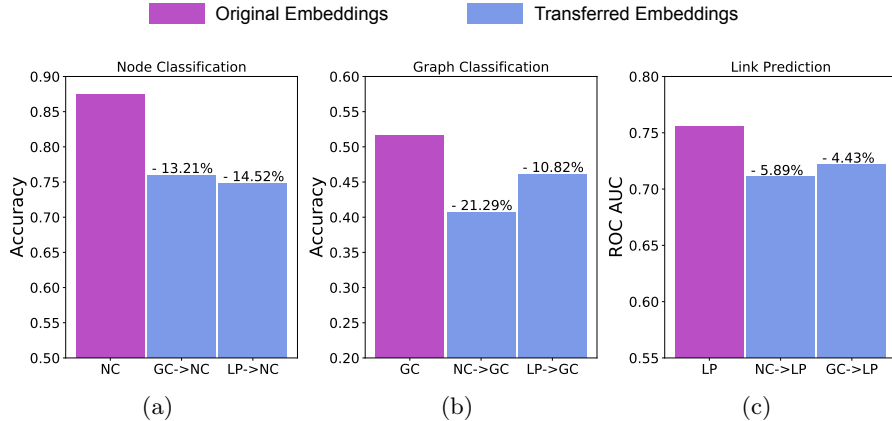 Original Embeddings Transferred Embeddings
Node Classification
Accuracy
0.90
0.85
0.80
0.75
0.70
0.65
0.60
0.55
0.50
- 13.21%
- 14.52%
NC GC->NC LP->NC
(a)
Graph Classification
Accuracy
0.60
0.55
0.50
0.45
0.40
0.35
0.30
0.25
0.20
- 21.29%
- 10.82%
GC NC->GC LP->GC
(b)
Link Prediction
ROC AUC
0.80
0.75
0.70
0.65
0.60
0.55
- 5.89%
- 4.43%
LP NC->LP GC->LP
(c)